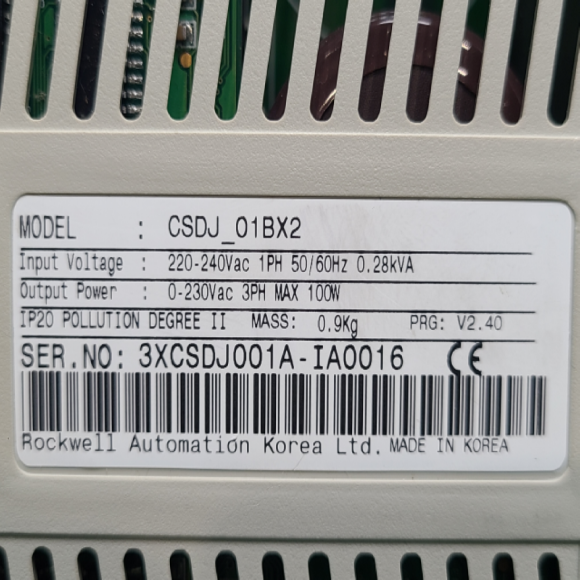 MODEL : CSDJ_01BX2
Input Voltage : 220-240Vac 1PH 50/60Hz 0.28kVA
Output Power : 0-230Vac 3PH MAX 100W
IP20 POLLUTION DEGREE II MASS: 0.9Kg PRG: V2.40
SER.NO: 3XCSDJ001A-IA0016 CE
Rockwell Automation Korea Ltd. MADE IN KOREA